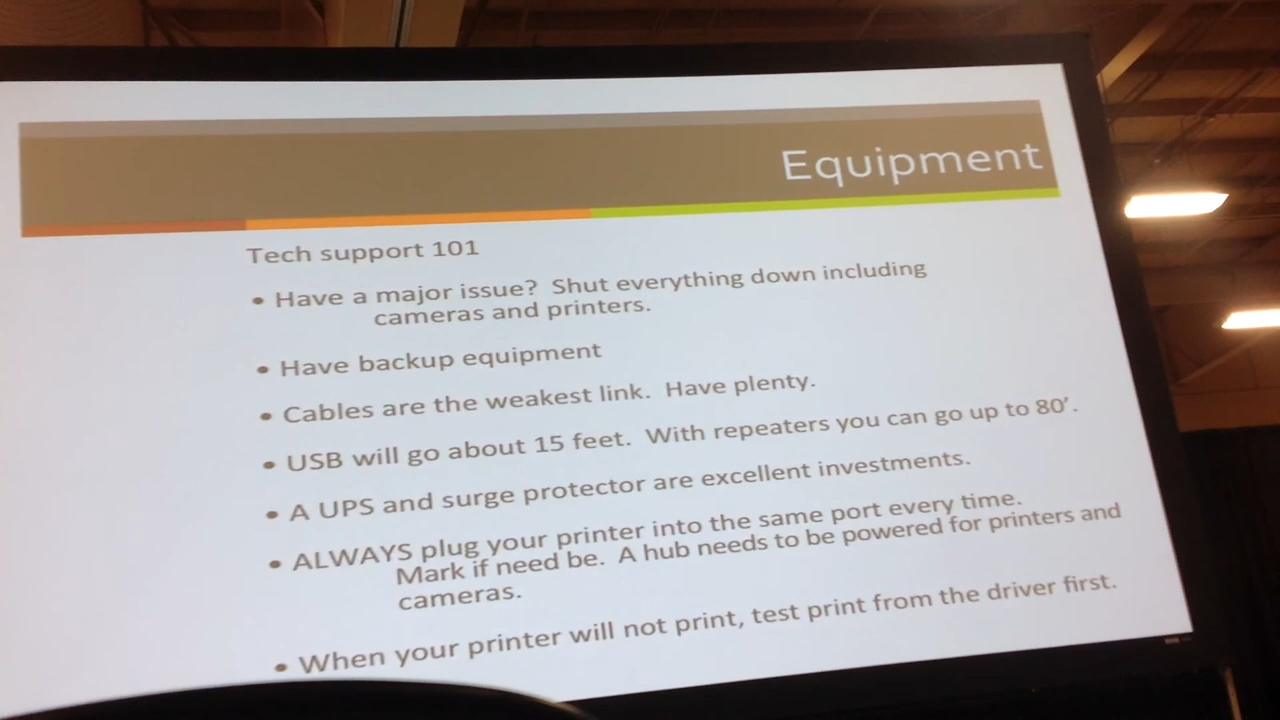 Equipment
Tech support 101
• Have a major issue? Shut everything down including
cameras and printers.
• Have backup equipment
• Cables are the weakest link. Have plenty.
• USB will go about 15 feet. With repeaters you can go up to 80’.
• A UPS and surge protector are excellent investments.
• ALWAYS plug your printer into the same port every time.
Mark if need be. A hub needs to be powered for printers and
cameras.
• When your printer will not print, test print from the driver first.